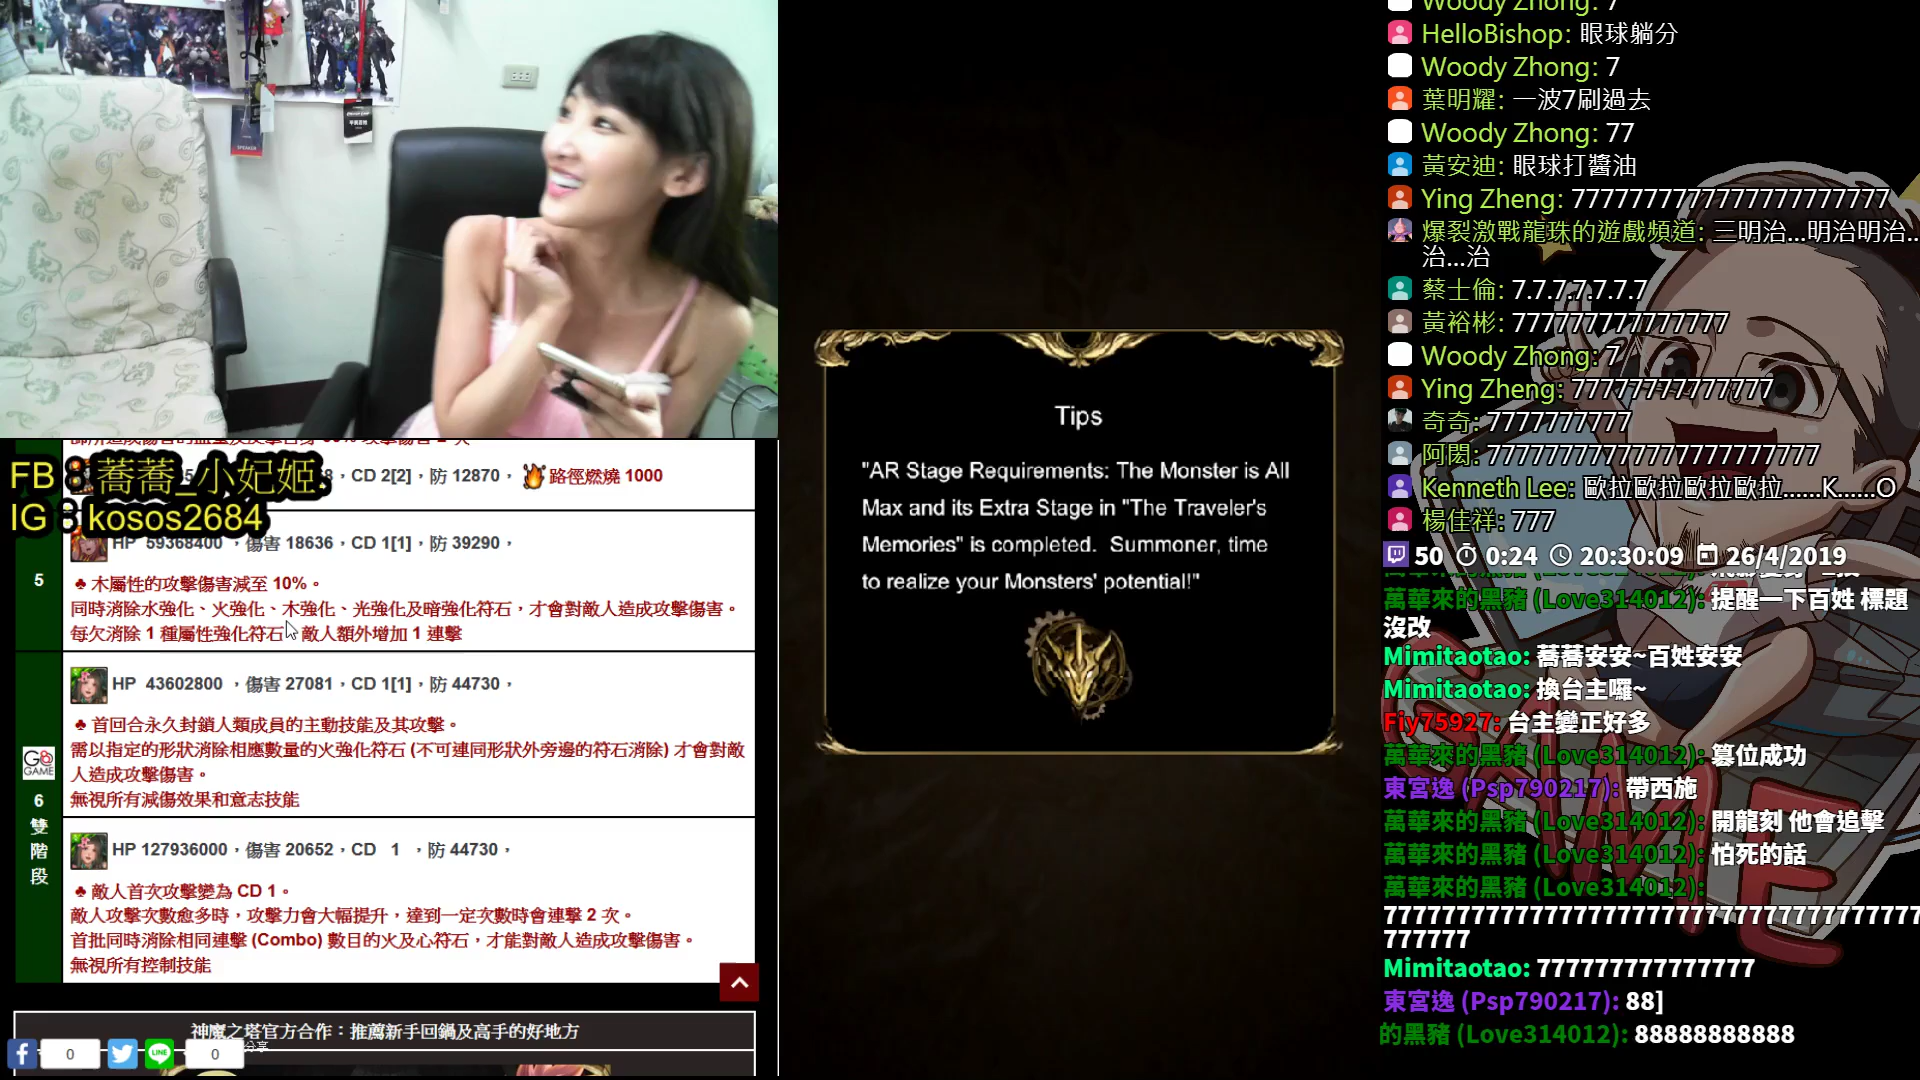 FB：蕎蕎_小妃姬
IG：kosos2684
CD 2[2]，防 12870， 路徑燃燒 1000
5
HP 59368400 ，傷害 18636，CD 1[1]，防 39290，
♣ 木屬性的攻擊傷害減至 10%。
同時消除水強化、火強化、木強化、光強化及暗強化符石，才會對敵人造成攻擊傷害。
每欠消除 1 種屬性強化符石，敵人額外增加 1 連擊
HP 43602800 ，傷害 27081，CD 1[1]，防 44730，
♣ 首回合永久封鎖人類成員的主動技能及其攻擊。
需以指定的形狀消除相應數量的火強化符石 (不可連同形狀外旁邊的符石消除) 才會對敵
人造成攻擊傷害。
無視所有減傷效果和意志技能
GAME
6
雙
階
段
HP 127936000，傷害 20652，CD 1 ，防 44730，
♣ 敵人首次攻擊變為 CD 1。
敵人攻擊次數愈多時，攻擊力會大幅提升，達到一定次數時會連擊 2 次。
首批同時消除相同連擊 (Combo) 數目的火及心符石，才能對敵人造成攻擊傷害。
無視所有控制技能
神魔之塔官方合作：推薦新手回鍋及高手的好地方
0
LINE
0
分享
Tips
"AR Stage Requirements: The Monster is All
Max and its Extra Stage in "The Traveler's
Memories" is completed. Summoner, time
to realize your Monsters' potential!"
Woody Zhong: 7
HelloBishop: 眼球躺分
Woody Zhong: 7
葉明耀: 一波7刷過去
Woody Zhong: 77
黃安迪: 眼球打醬油
Ying Zheng: 7777777777777777777777
爆裂激戰龍珠的遊戲頻道: 三明治...明治明治..
治...治
蔡士倫: 7.7.7.7.7.7.7
黃裕彬: 777777777777777
Woody Zhong: 7
Ying Zheng: 77777777777777
奇奇: 7777777777
阿閎: 77777777777777777777777
Kenneth Lee: 歐拉歐拉歐拉歐拉......K......O
楊佳祥: 777
50 0:24 20:30:09 26/4/2019
萬華來的黑豬 (Love314012): 提醒一下百姓 標題
沒改
Mimitaotao: 蕎蕎安安~百姓安安
Mimitaotao: 換台主囉~
Fiy75927: 台主變正好多
萬華來的黑豬 (Love314012): 篡位成功
東宮逸 (Psp790217): 帶西施
萬華來的黑豬 (Love314012): 開龍刻 他會追擊
萬華來的黑豬 (Love314012): 怕死的話
萬華來的黑豬 (Love314012):
7777777777777777777777777777777777777
777777
Mimitaotao: 777777777777777
東宮逸 (Psp790217): 88]
的黑豬 (Love314012): 88888888888